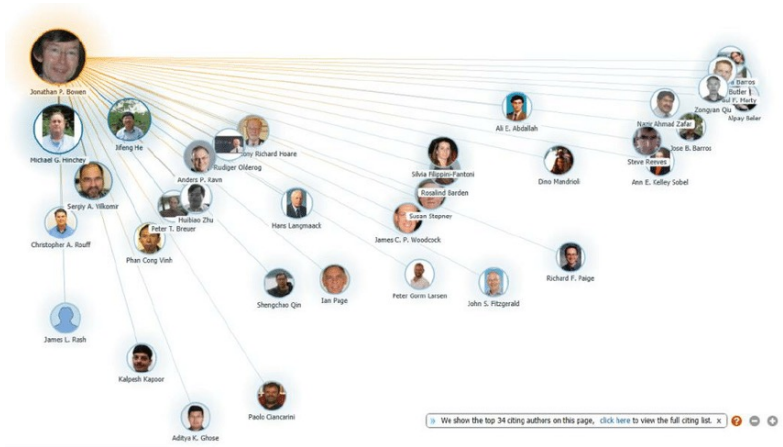 Jonathan P. Bowen
Michael G. Hinchey
Jifeng He
Tony Richard Hoare
Rudiger Olderog
Anders P. Ravn
Sergiy A. Vilkomir
Huibiao Zhu
Peter T. Breuer
Christopher A. Rouff
Phan Cong Vinh
Hans Langmaack
Shengchao Qin
Ian Page
James L. Rash
Kalpesh Kapoor
Paolo Ciancarini
Aditya K. Ghose
Ali E. Abdallah
Silvia Filippini-Fantoni
Rosalind Barden
Susan Stepney
James C. P. Woodcock
Dino Mandrioli
Peter Gorm Larsen
John S. Fitzgerald
Richard F. Paige
Barros
Butler
Zongyan Qiu
Alpay Beler
Nazir Ahmad Zafar
Jose B. Barros
Steve Reeves
Ann E. Kelley Sobel
We show the top 34 citing authors on this page, click here to view the full citing list. x